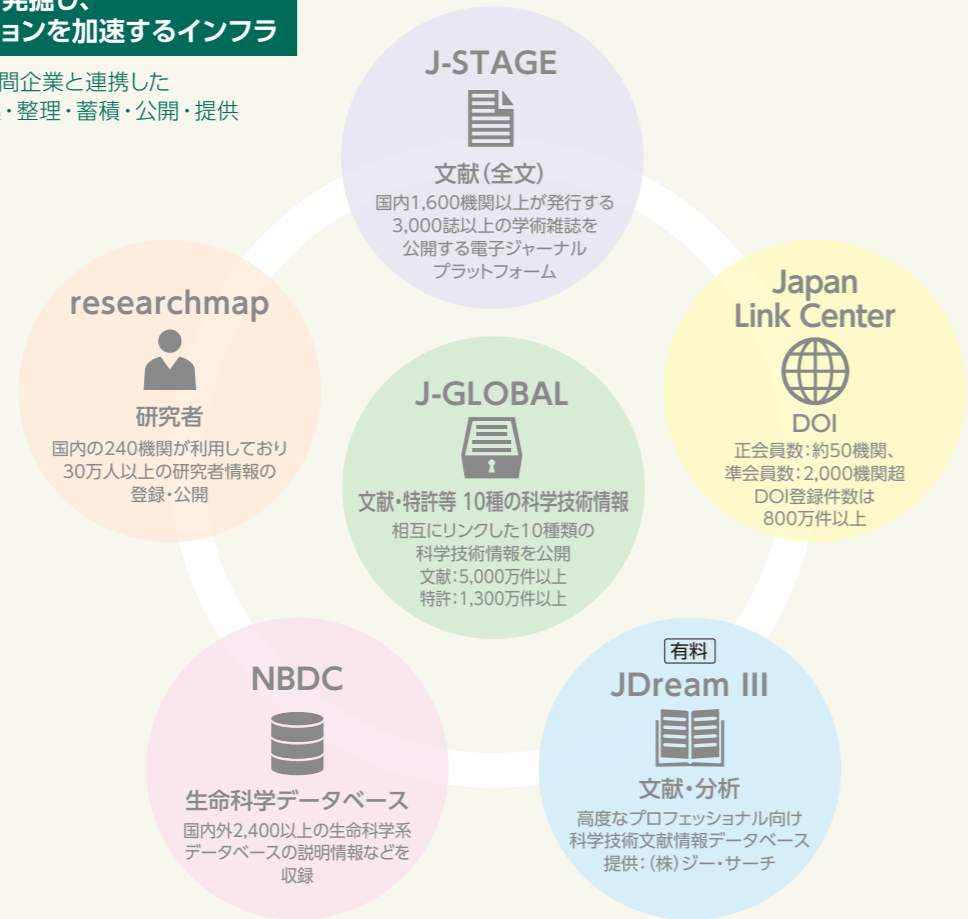 発掘し、
ョンを加速するインフラ
間企業と連携した
・整理・蓄積・公開・提供
J-STAGE
文献(全文)
国内1,600機関以上が発行する
3,000誌以上の学術雑誌を
公開する電子ジャーナル
プラットフォーム
researchmap
研究者
国内の240機関が利用しており
30万人以上の研究者情報の
登録・公開
Japan
Link Center
DOI
正会員数:約50機関、
準会員数:2,000機関超
DOI登録件数は
800万件以上
J-GLOBAL
文献・特許等 10種の科学技術情報
相互にリンクした10種類の
科学技術情報を公開
文献:5,000万件以上
特許:1,300万件以上
NBDC
生命科学データベース
国内外2,400以上の生命科学系
データベースの説明情報などを
収録
有料
JDream III
文献・分析
高度なプロフェッショナル向け
科学技術文献情報データベース
提供:(株)ジー・サーチ